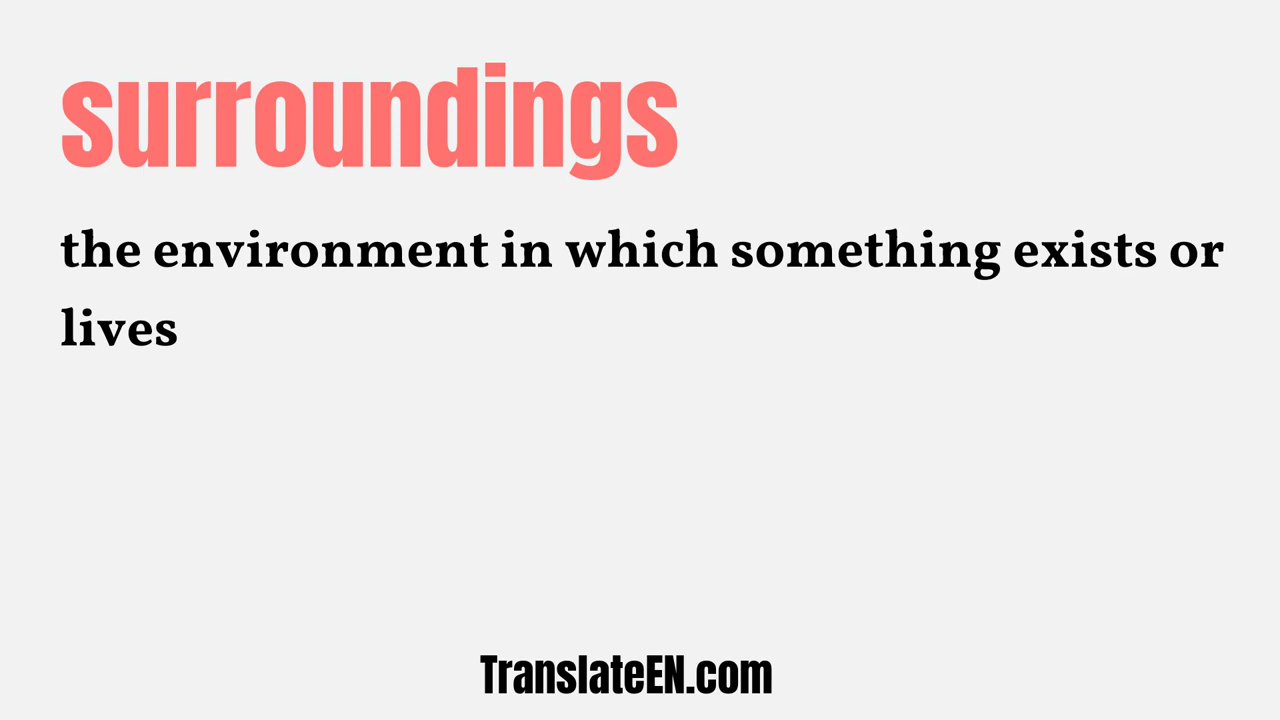 surroundings
the environment in which something exists or
lives
TranslateEN.com